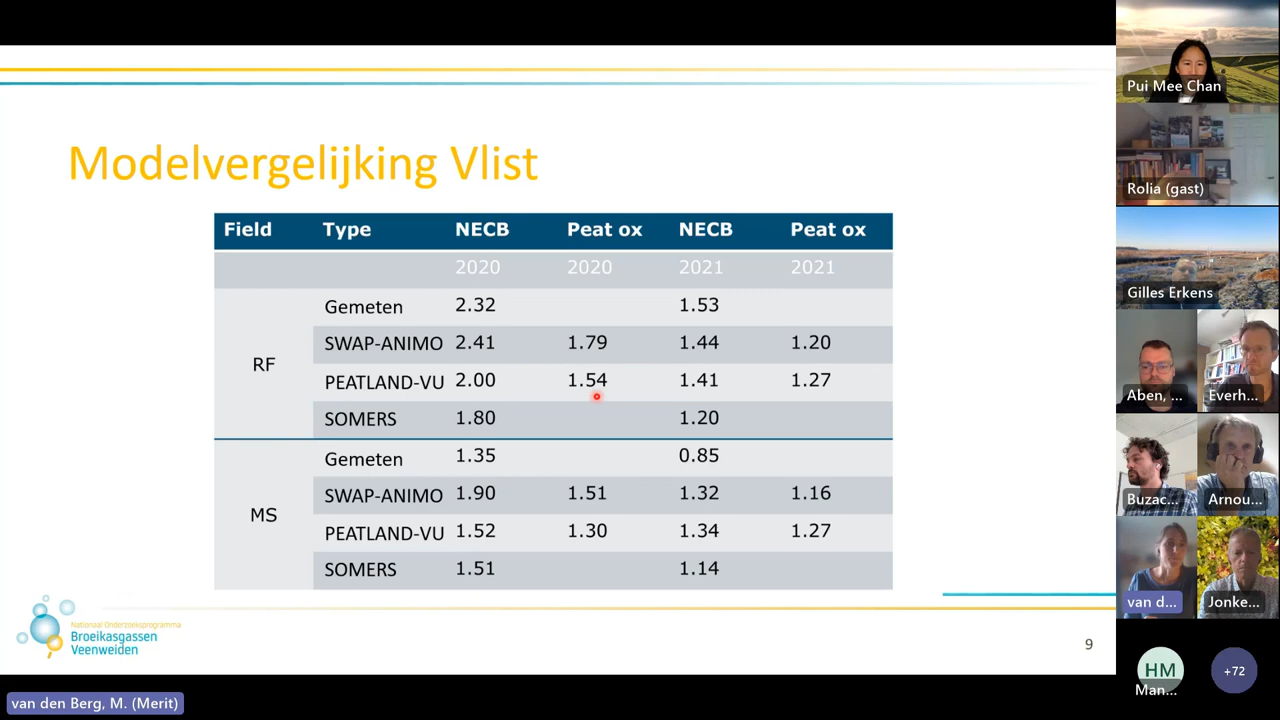 Modelvergelijking Vlist
Field Type NECB Peat ox NECB Peat ox
2020 2020 2021 2021
RF
Gemeten 2.32 1.53
SWAP-ANIMO 2.41 1.79 1.44 1.20
PEATLAND-VU 2.00 1.54 1.41 1.27
SOMERS 1.80 1.20
MS
Gemeten 1.35 0.85
SWAP-ANIMO 1.90 1.51 1.32 1.16
PEATLAND-VU 1.52 1.30 1.34 1.27
SOMERS 1.51 1.14
Nationaal Onderzoeksprogramma
Broeikasgassen
Veenweiden
9
van den Berg, M. (Merit)
Pui Mee Chan
Rolia (gast)
Gilles Erkens
Aben, ...
Everh...
Buzac...
Arnou...
van d...
Jonke...
HM
Man...
+72